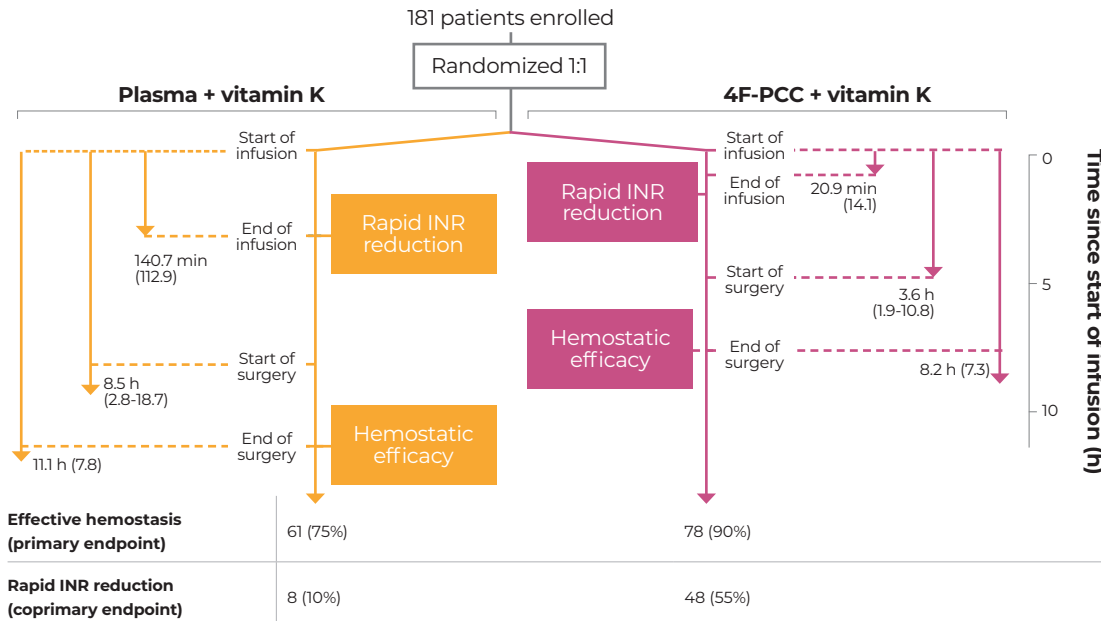 181 patients enrolled
Randomized 1:1
Plasma + vitamin K
4F-PCC + vitamin K
Start of
infusion
Rapid INR
reduction
End of
infusion
140.7 min
(112.9)
Start of
surgery
8.5 h
(2.8-18.7)
Hemostatic
efficacy
End of
surgery
11.1 h (7.8)
Start of
infusion
Rapid INR
reduction
End of
infusion
20.9 min
(14.1)
Start of
surgery
3.6 h
(1.9-10.8)
Hemostatic
efficacy
End of
surgery
8.2 h (7.3)
0
5
10
Time since start of infusion (h)
Effective hemostasis
(primary endpoint)
61 (75%)
78 (90%)
Rapid INR reduction
(coprimary endpoint)
8 (10%)
48 (55%)